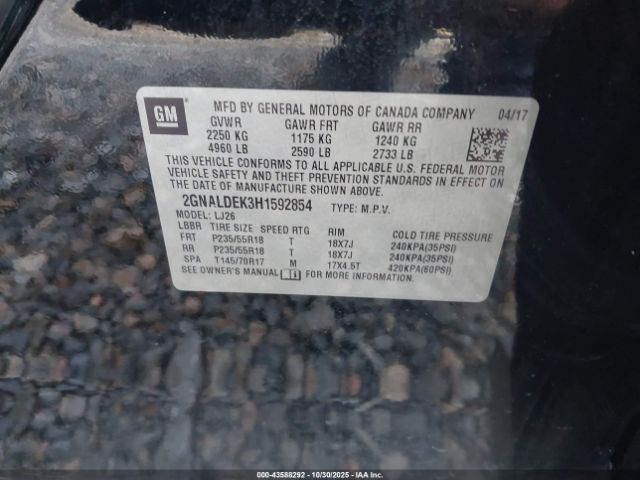 GM
MFD BY GENERAL MOTORS OF CANADA COMPANY 04/17
GVWR GAWR FRT GAWR RR
2250 KG 1175 KG 1240 KG
4960 LB 2590 LB 2733 LB
THIS VEHICLE CONFORMS TO ALL APPLICABLE U.S. FEDERAL MOTOR
VEHICLE SAFETY AND THEFT PREVENTION STANDARDS IN EFFECT ON
THE DATE OF MANUFACTURE SHOWN ABOVE.
2GNALDEK3H1592854 TYPE: M.P.V.
MODEL: LJ26
LBBR TIRE SIZE SPEED RTG RIM COLD TIRE PRESSURE
FRT P235/55R18 T 18X7J 240KPA(35PSI)
RR P235/55R18 T 18X7J 240KPA(35PSI)
SPA T145/70R17 M 17X4.5T 420KPA(60PSI)
SEE OWNER'S MANUAL FOR MORE INFORMATION.
000-43588292 - 10/30/2025 - IAAI.com